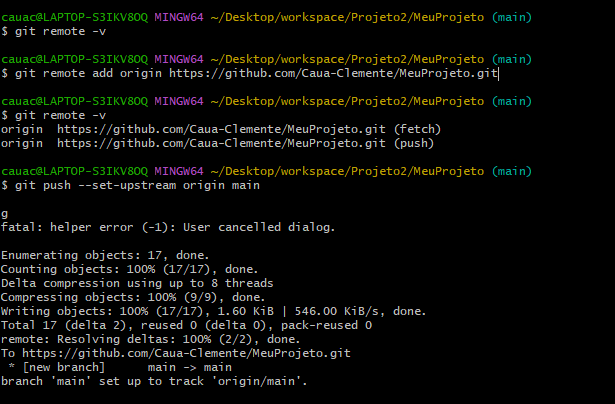 cauac@LAPTOP-S3IKV8OQ MINGW64 ~/Desktop/workspace/Projeto2/MeuProjeto (main)
$ git remote -v
cauac@LAPTOP-S3IKV8OQ MINGW64 ~/Desktop/workspace/Projeto2/MeuProjeto (main)
$ git remote add origin https://github.com/Caua-Clemente/MeuProjeto.git
cauac@LAPTOP-S3IKV8OQ MINGW64 ~/Desktop/workspace/Projeto2/MeuProjeto (main)
$ git remote -v
origin  https://github.com/Caua-Clemente/MeuProjeto.git (fetch)
origin  https://github.com/Caua-Clemente/MeuProjeto.git (push)
cauac@LAPTOP-S3IKV8OQ MINGW64 ~/Desktop/workspace/Projeto2/MeuProjeto (main)
$ git push --set-upstream origin main
g
fatal: helper error (-1): User cancelled dialog.
Enumerating objects: 17, done.
Counting objects: 100% (17/17), done.
Delta compression using up to 8 threads
Compressing objects: 100% (9/9), done.
Writing objects: 100% (17/17), 1.60 KiB | 546.00 KiB/s, done.
Total 17 (delta 2), reused 0 (delta 0), pack-reused 0
remote: Resolving deltas: 100% (2/2), done.
To https://github.com/Caua-Clemente/MeuProjeto.git
 * [new branch]      main -> main
branch 'main' set up to track 'origin/main'.